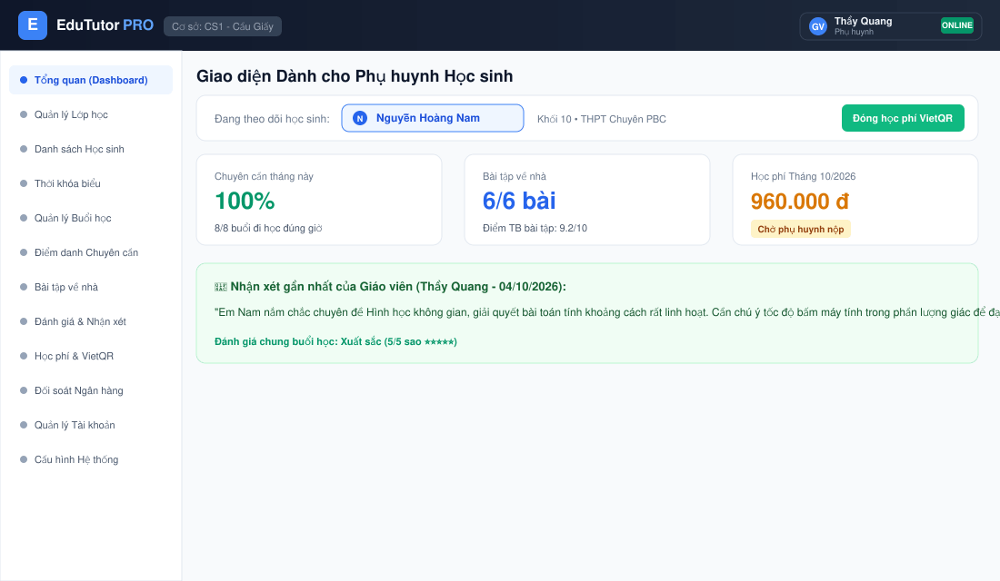 E EduTutor PRO Cơ sở: CS1 - Cầu Giấy
GV Thầy Quang
Phụ huynh
ONLINE
Tổng quan (Dashboard)
Quản lý Lớp học
Danh sách Học sinh
Thời khóa biểu
Quản lý Buổi học
Điểm danh Chuyên cần
Bài tập về nhà
Đánh giá & Nhận xét
Học phí & VietQR
Đối soát Ngân hàng
Quản lý Tài khoản
Cấu hình Hệ thống
Giao diện Dành cho Phụ huynh Học sinh
Đang theo dõi học sinh: N Nguyễn Hoàng Nam Khối 10 • THPT Chuyên PBC Đóng học phí VietQR
Chuyên cần tháng này
100%
8/8 buổi đi học đúng giờ
Bài tập về nhà
6/6 bài
Điểm TB bài tập: 9.2/10
Học phí Tháng 10/2026
960.000 đ
Chờ phụ huynh nộp
Nhận xét gần nhất của Giáo viên (Thầy Quang - 04/10/2026):
"Em Nam nắm chắc chuyên đề Hình học không gian, giải quyết bài toán tính khoảng cách rất linh hoạt. Cần chú ý tốc độ bấm máy tính trong phần lượng giác để
Đánh giá chung buổi học: Xuất sắc (5/5 sao ★★★★★)